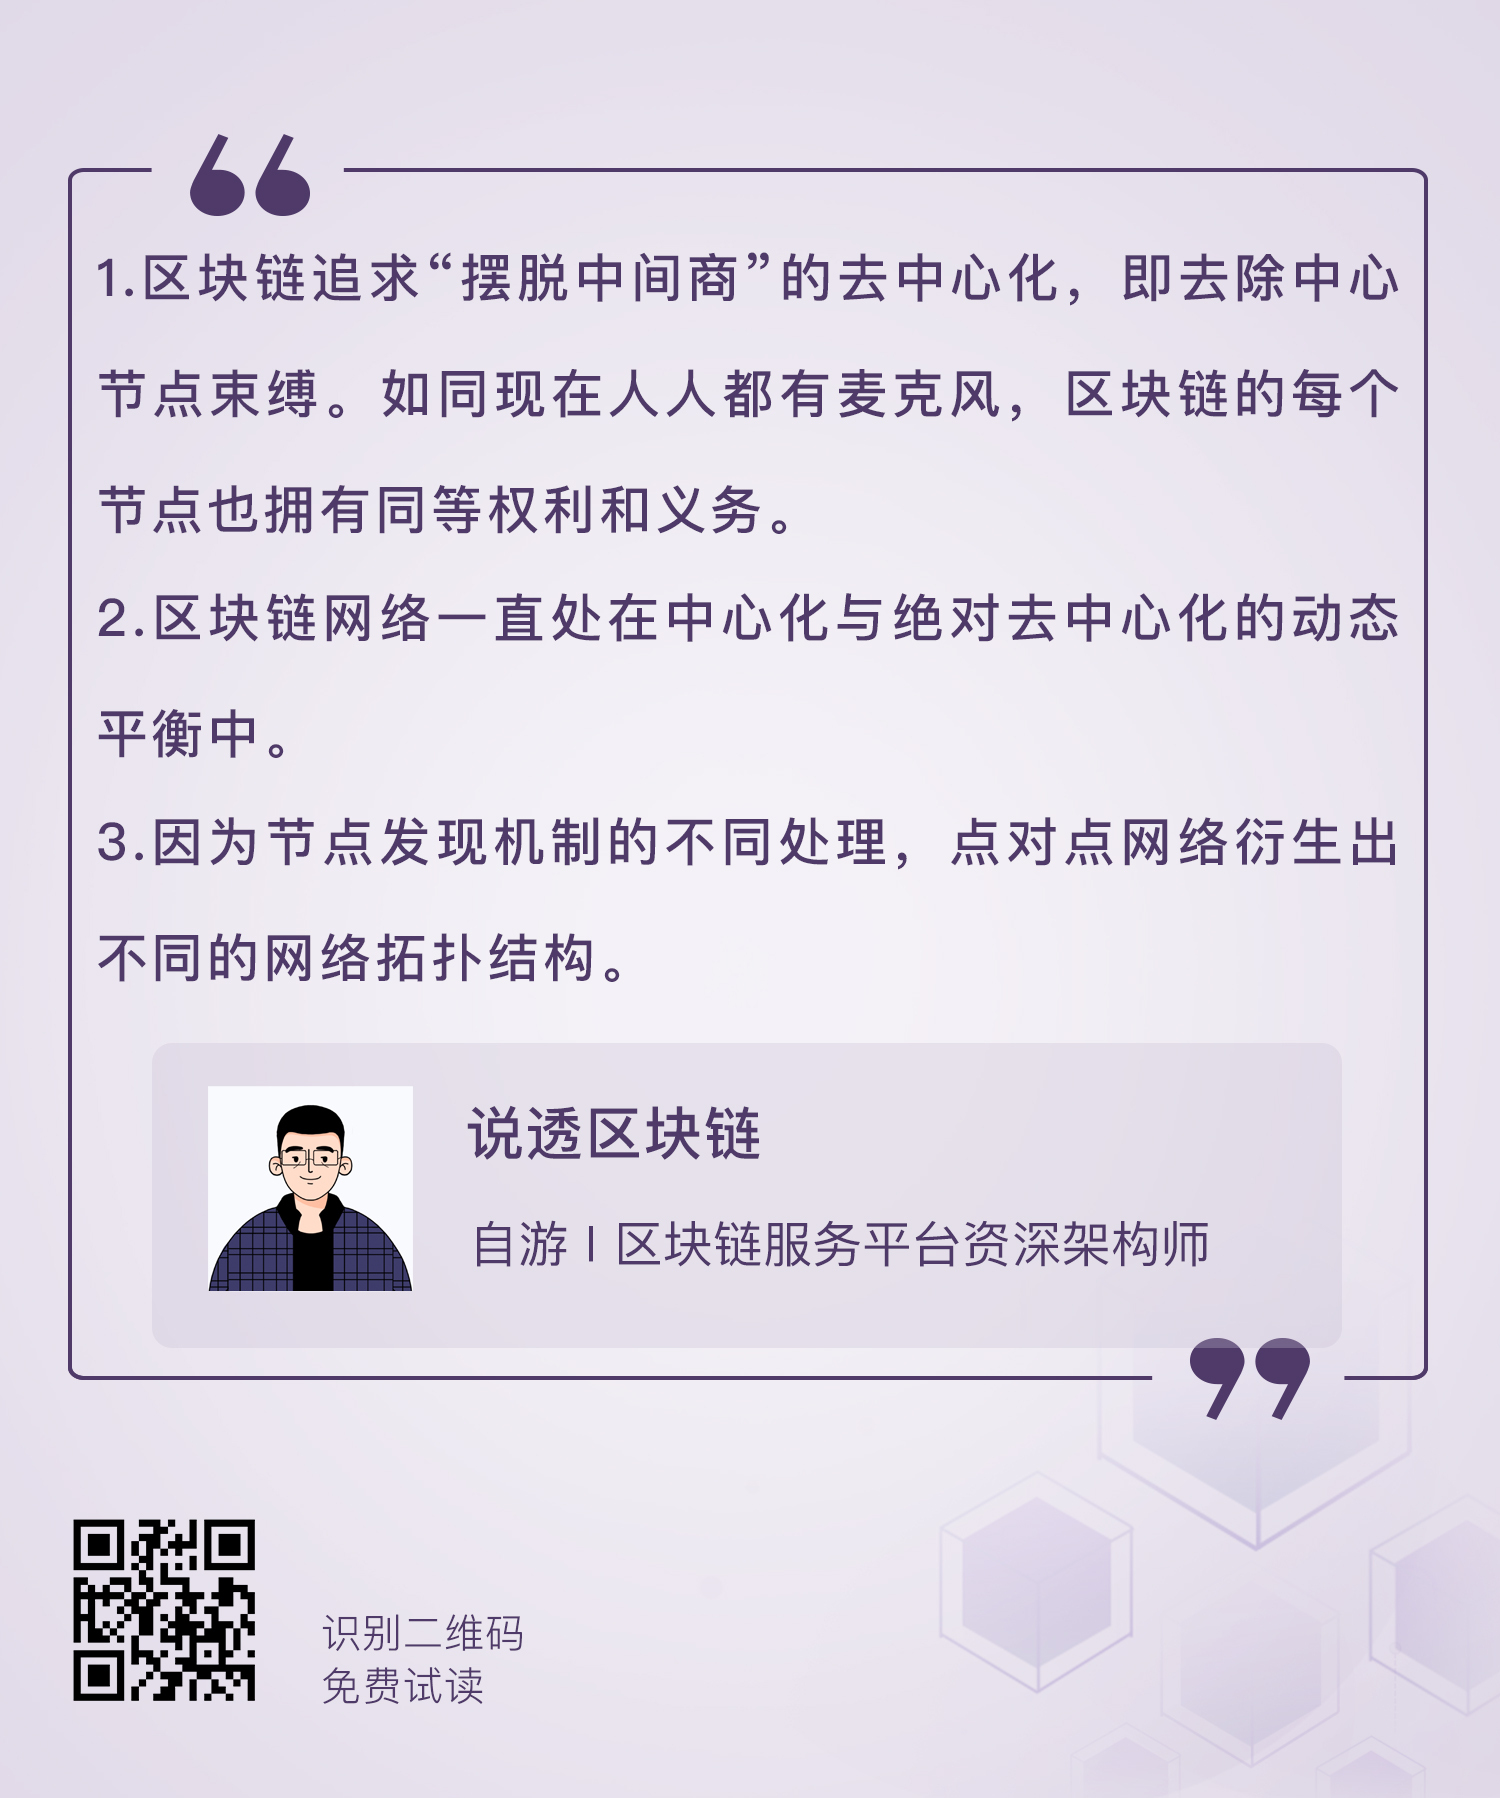 1.区块链追求“摆脱中间商”的去中心化，即去除中心
节点束缚。如同现在人人都有麦克风，区块链的每个
节点也拥有同等权利和义务。
2.区块链网络一直处在中心化与绝对去中心化的动态
平衡中。
3.因为节点发现机制的不同处理，点对点网络衍生出
不同的网络拓扑结构。
说透区块链
自游 | 区块链服务平台资深架构师
识别二维码
免费试读